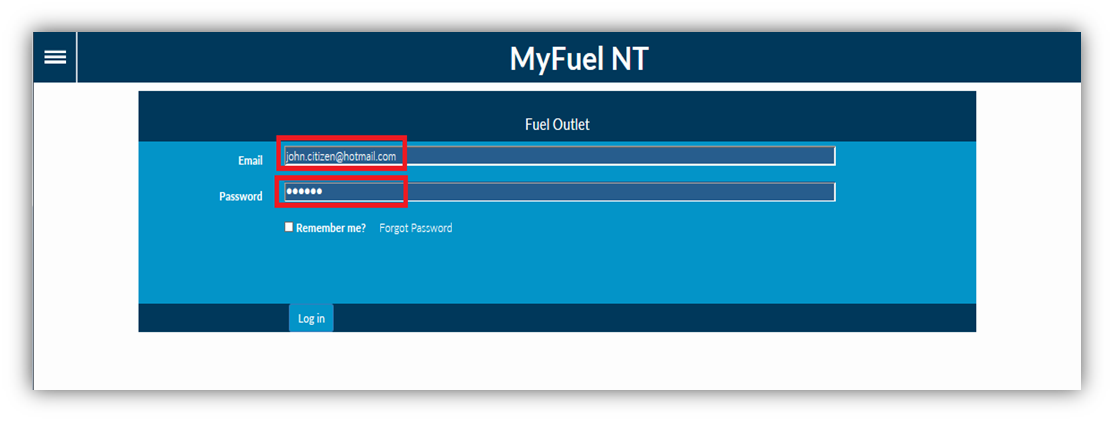 MyFuel NT
Fuel Outlet
Email john.citizen@hotmail.com
Password ●●●●●●
Remember me? Forgot Password
Log in